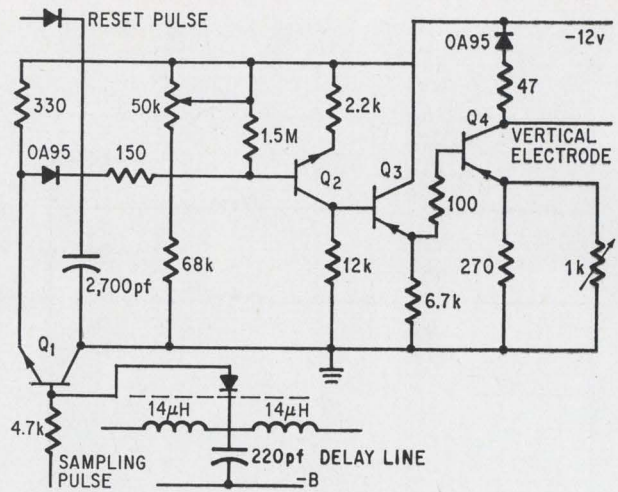 RESET PULSE
OA95
-12v
330
50k
2.2k
47
1.5M
Q4
OA95
150
Q2
Q3
VERTICAL
ELECTRODE
100
2,700pf
68k
12k
6.7k
270
1k
Q1
14μH
14μH
4.7k
220pf DELAY LINE
SAMPLING
PULSE
-B